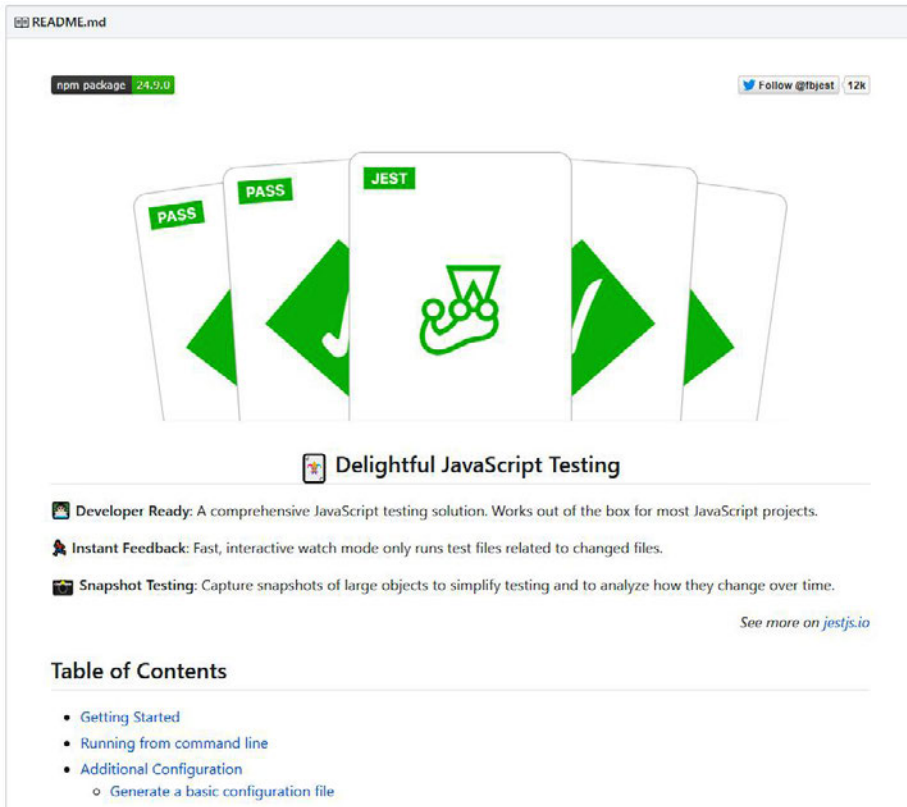 README.md
npm package 24.9.0
Follow @fbjest 12k
PASS
PASS
JEST
Delightful JavaScript Testing
Developer Ready: A comprehensive JavaScript testing solution. Works out of the box for most JavaScript projects.
Instant Feedback: Fast, interactive watch mode only runs test files related to changed files.
Snapshot Testing: Capture snapshots of large objects to simplify testing and to analyze how they change over time.
See more on jestjs.io
Table of Contents
Getting Started
Running from command line
Additional Configuration
Generate a basic configuration file